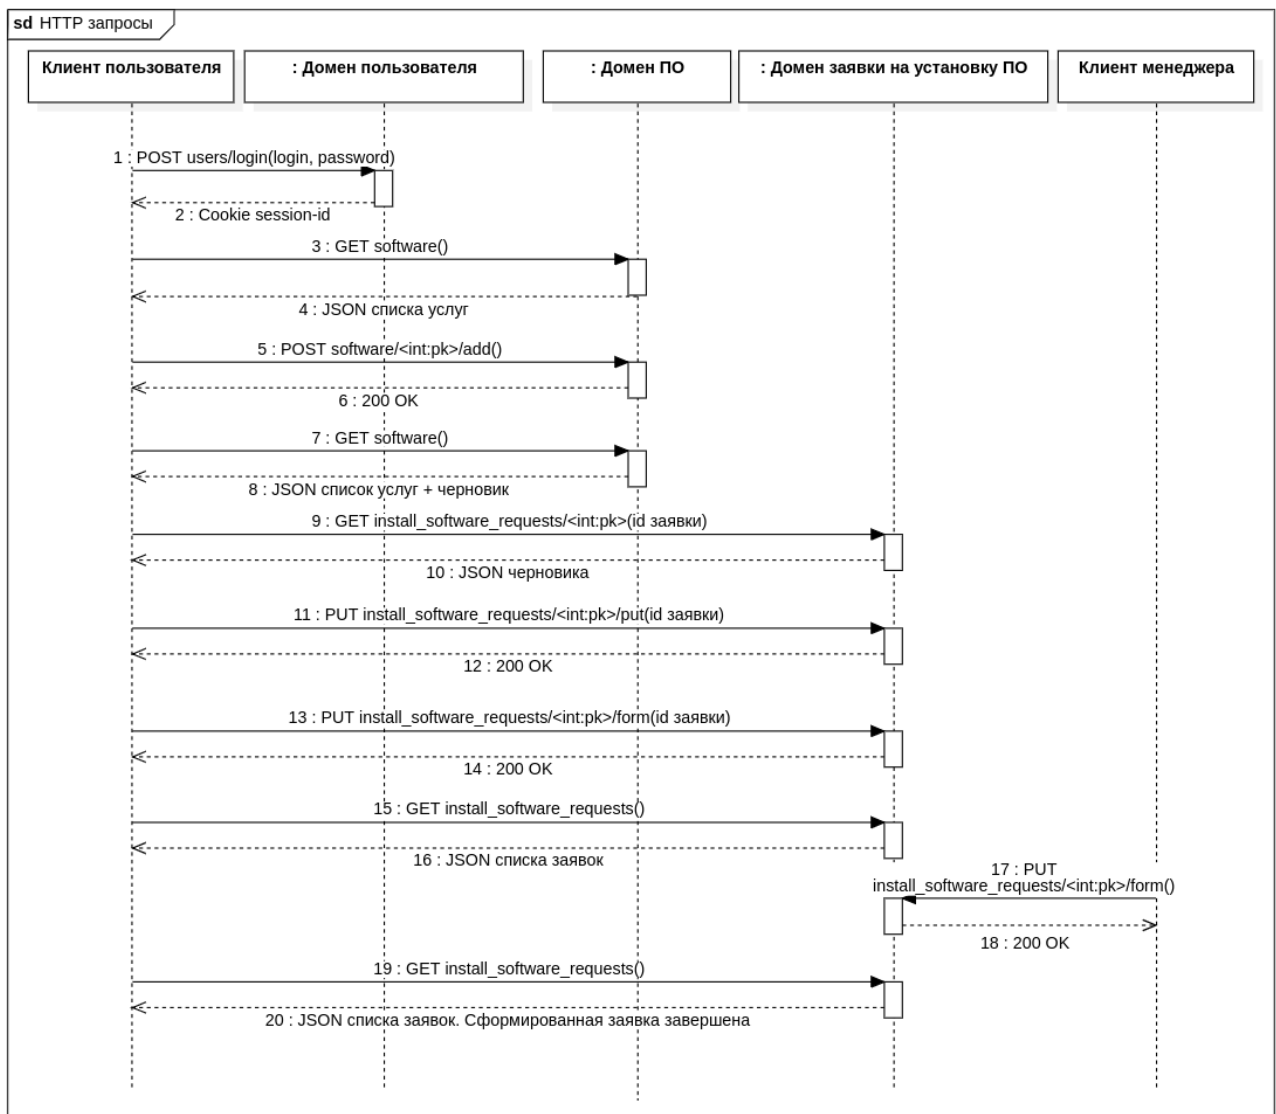 sd HTTP запросы
Клиент пользователя
: Домен пользователя
: Домен ПО
: Домен заявки на установку ПО
Клиент менеджера
1 : POST users/login(login, password)
2 : Cookie session-id
3 : GET software()
4 : JSON списка услуг
5 : POST software/<int:pk>/add()
6 : 200 OK
7 : GET software()
8 : JSON список услуг + черновик
9 : GET install_software_requests/<int:pk>(id заявки)
10 : JSON черновика
11 : PUT install_software_requests/<int:pk>/put(id заявки)
12 : 200 OK
13 : PUT install_software_requests/<int:pk>/form(id заявки)
14 : 200 OK
15 : GET install_software_requests()
16 : JSON списка заявок
17 : PUT
install_software_requests/<int:pk>/form()
18 : 200 OK
19 : GET install_software_requests()
20 : JSON списка заявок. Сформированная заявка завершена